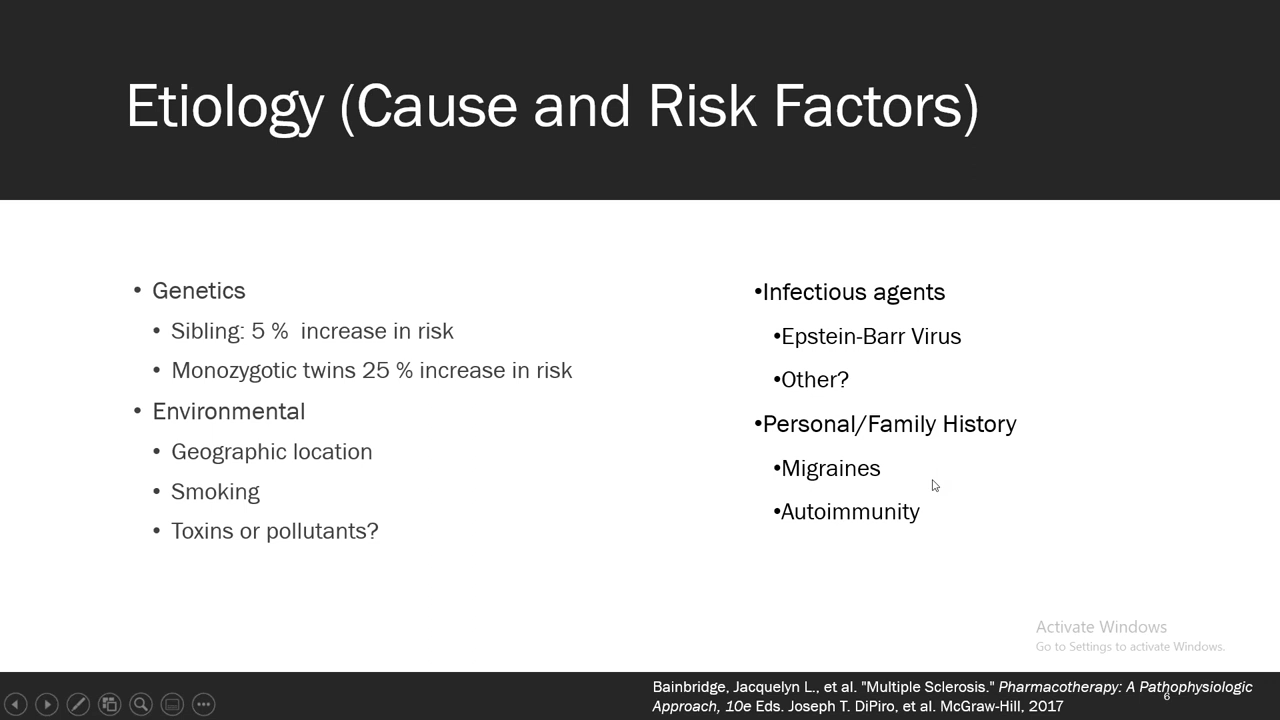 Etiology (Cause and Risk Factors)
• Genetics
• Sibling: 5 %  increase in risk
• Monozygotic twins 25 % increase in risk
• Environmental
• Geographic location
• Smoking
• Toxins or pollutants?
•Infectious agents
•Epstein-Barr Virus
•Other?
•Personal/Family History
•Migraines
•Autoimmunity
Activate Windows
Go to Settings to activate Windows.
Bainbridge, Jacquelyn L., et al. "Multiple Sclerosis." Pharmacotherapy: A Pathophysiologic
Approach, 10e Eds. Joseph T. DiPiro, et al. McGraw-Hill, 2017
6